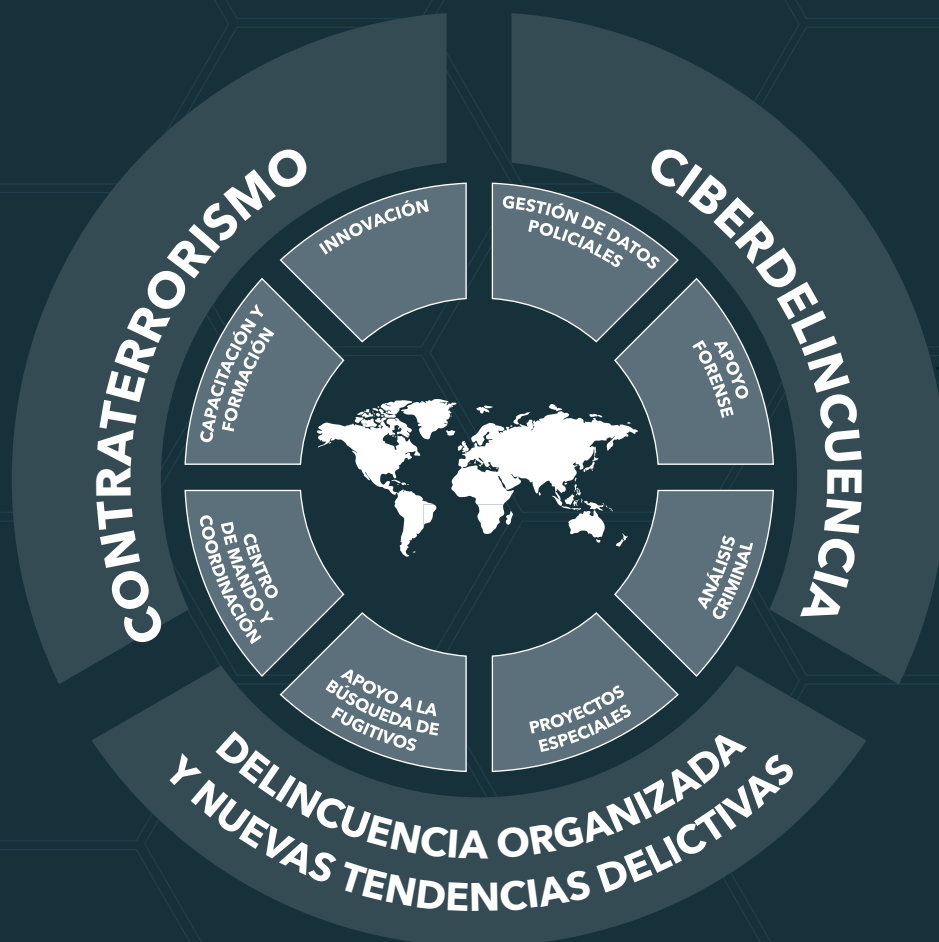 CONTRATERRORISMO
CIBERDELINCUENCIA
DELINCUENCIA ORGANIZADA
Y NUEVAS TENDENCIAS DELICTIVAS
INNOVACIÓN
GESTIÓN DE DATOS
POLICIALES
APOYO
FORENSE
ANÁLISIS
CRIMINAL
PROYECTOS
ESPECIALES
APOYO A LA
BÚSQUEDA DE
FUGITIVOS
CENTRO
DE MANDO Y
COORDINACIÓN
CAPACITACIÓN Y
FORMACIÓN